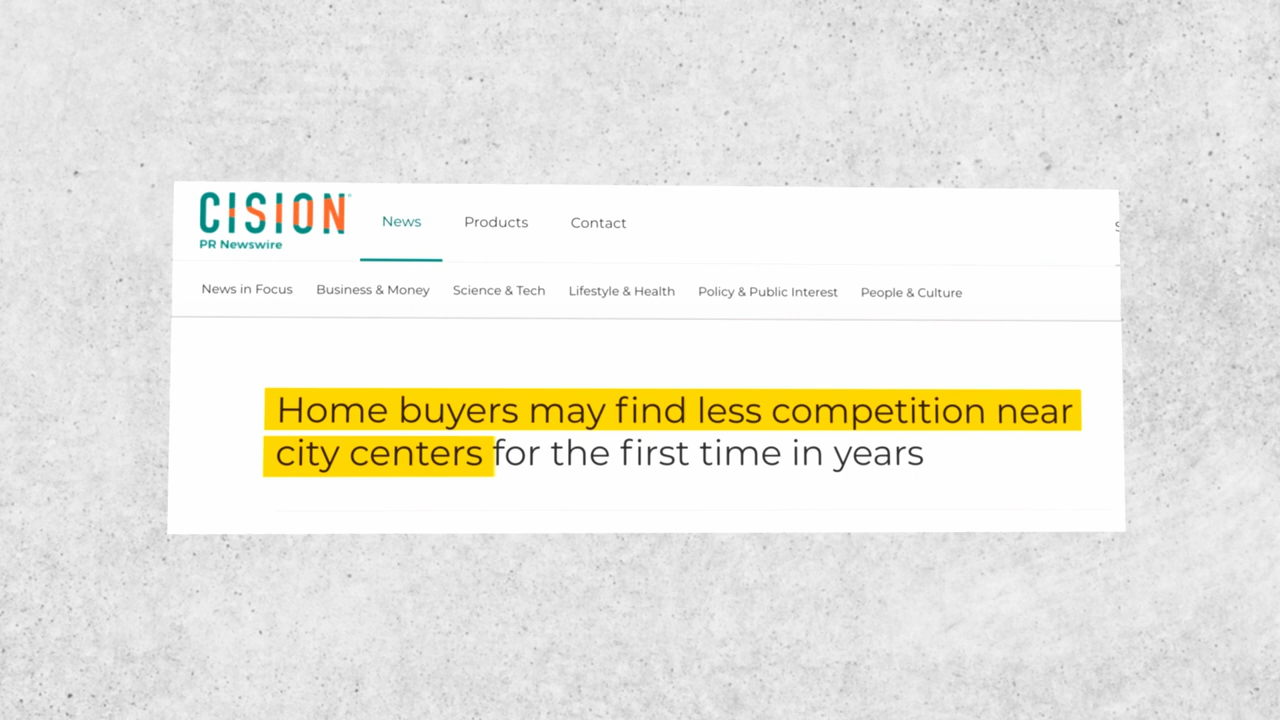 CISION
PR Newswire
News Products Contact
News in Focus Business & Money Science & Tech Lifestyle & Health Policy & Public Interest People & Culture
Home buyers may find less competition near
city centers for the first time in years